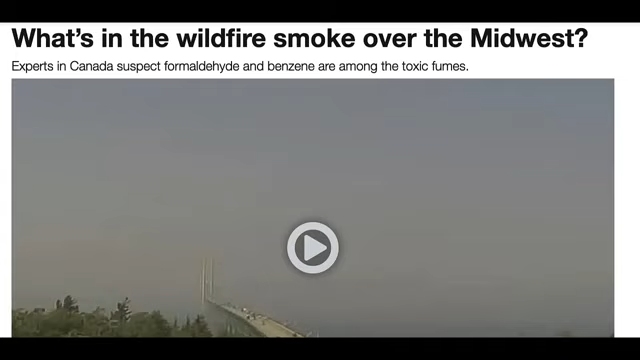 What's in the wildfire smoke over the Midwest?
Experts in Canada suspect formaldehyde and benzene are among the toxic fumes.